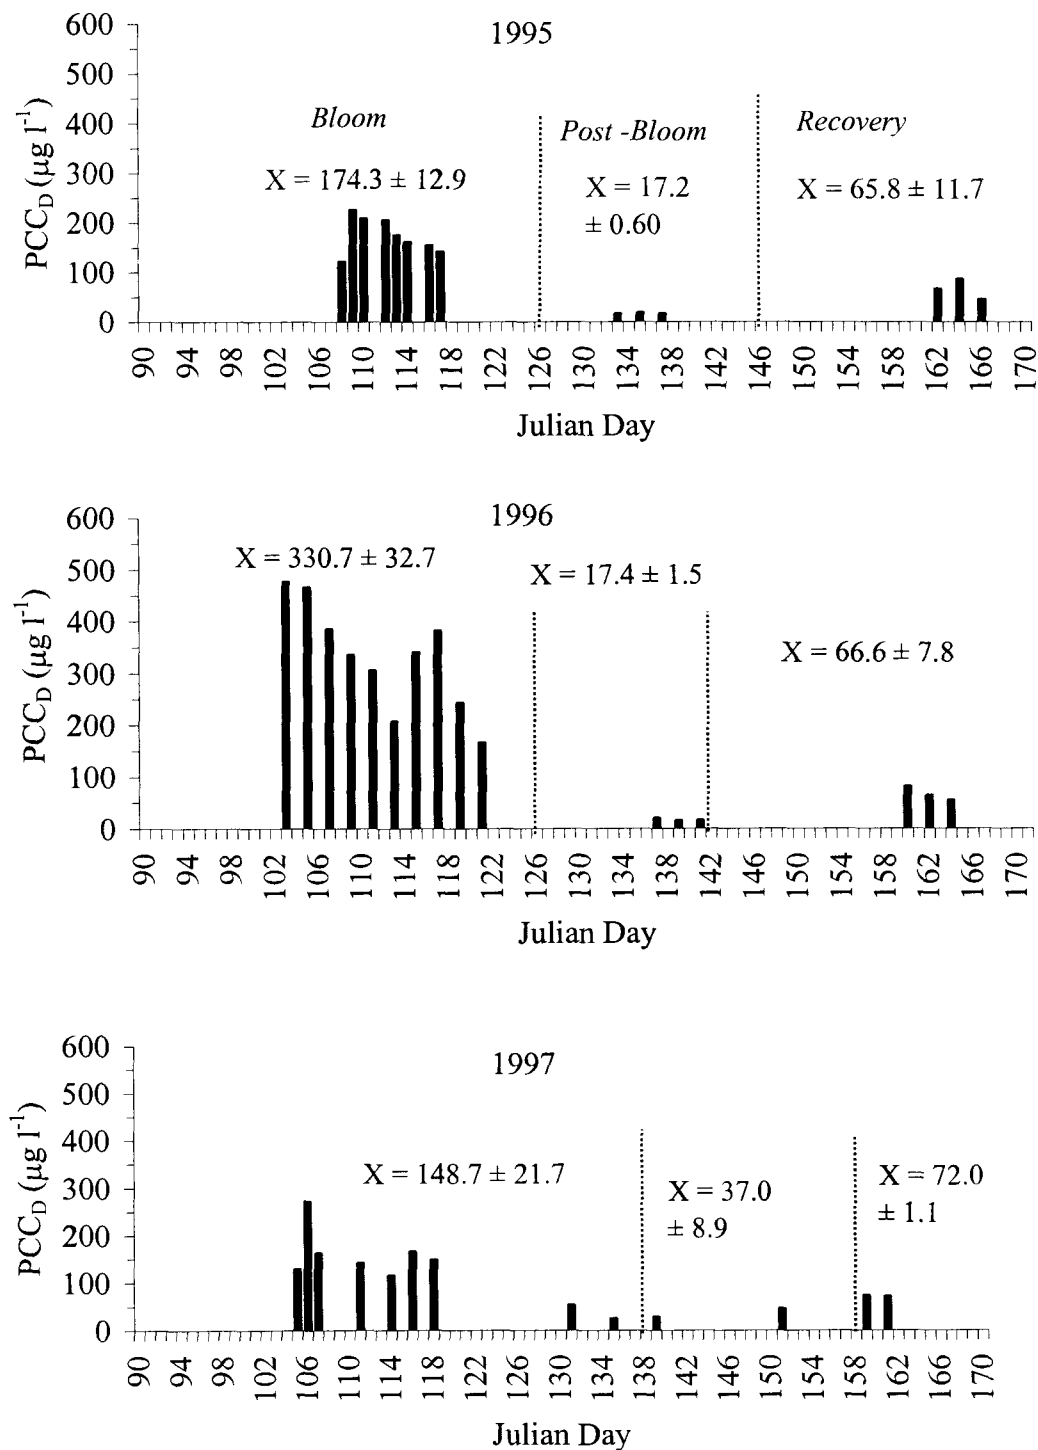 1995
600
500
400
300
200
100
0
PCC_D (µg l⁻¹)
Bloom
X = 174.3 ± 12.9
Post -Bloom
X = 17.2
± 0.60
Recovery
X = 65.8 ± 11.7
90 94 98 102 106 110 114 118 122 126 130 134 138 142 146 150 154 158 162 166 170
Julian Day
1996
600
500
400
300
200
100
0
PCC_D (µg l⁻¹)
X = 330.7 ± 32.7
X = 17.4 ± 1.5
X = 66.6 ± 7.8
90 94 98 102 106 110 114 118 122 126 130 134 138 142 146 150 154 158 162 166 170
Julian Day
1997
600
500
400
300
200
100
0
PCC_D (µg l⁻¹)
X = 148.7 ± 21.7
X = 37.0
± 8.9
X = 72.0
± 1.1
90 94 98 102 106 110 114 118 122 126 130 134 138 142 146 150 154 158 162 166 170
Julian Day